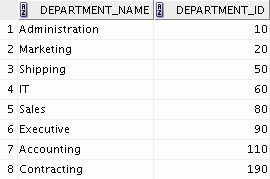 DEPARTMENT_NAME DEPARTMENT_ID
1 Administration 10
2 Marketing 20
3 Shipping 50
4 IT 60
5 Sales 80
6 Executive 90
7 Accounting 110
8 Contracting 190